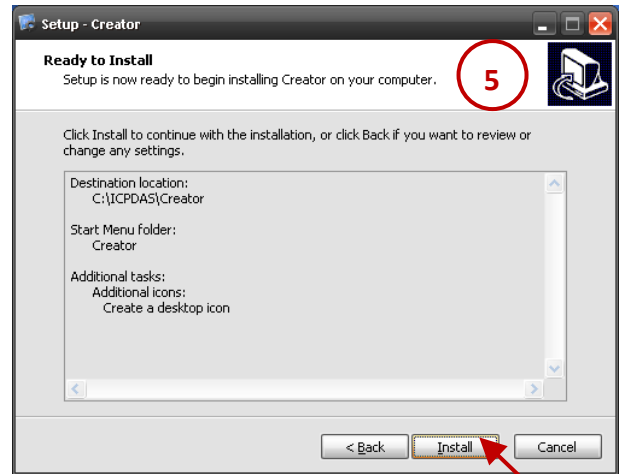 Setup - Creator
Ready to Install
Setup is now ready to begin installing Creator on your computer.
5
Click Install to continue with the installation, or click Back if you want to review or
change any settings.
Destination location:
C:\ICPDAS\Creator
Start Menu folder:
Creator
Additional tasks:
Additional icons:
Create a desktop icon
< Back
Install
Cancel